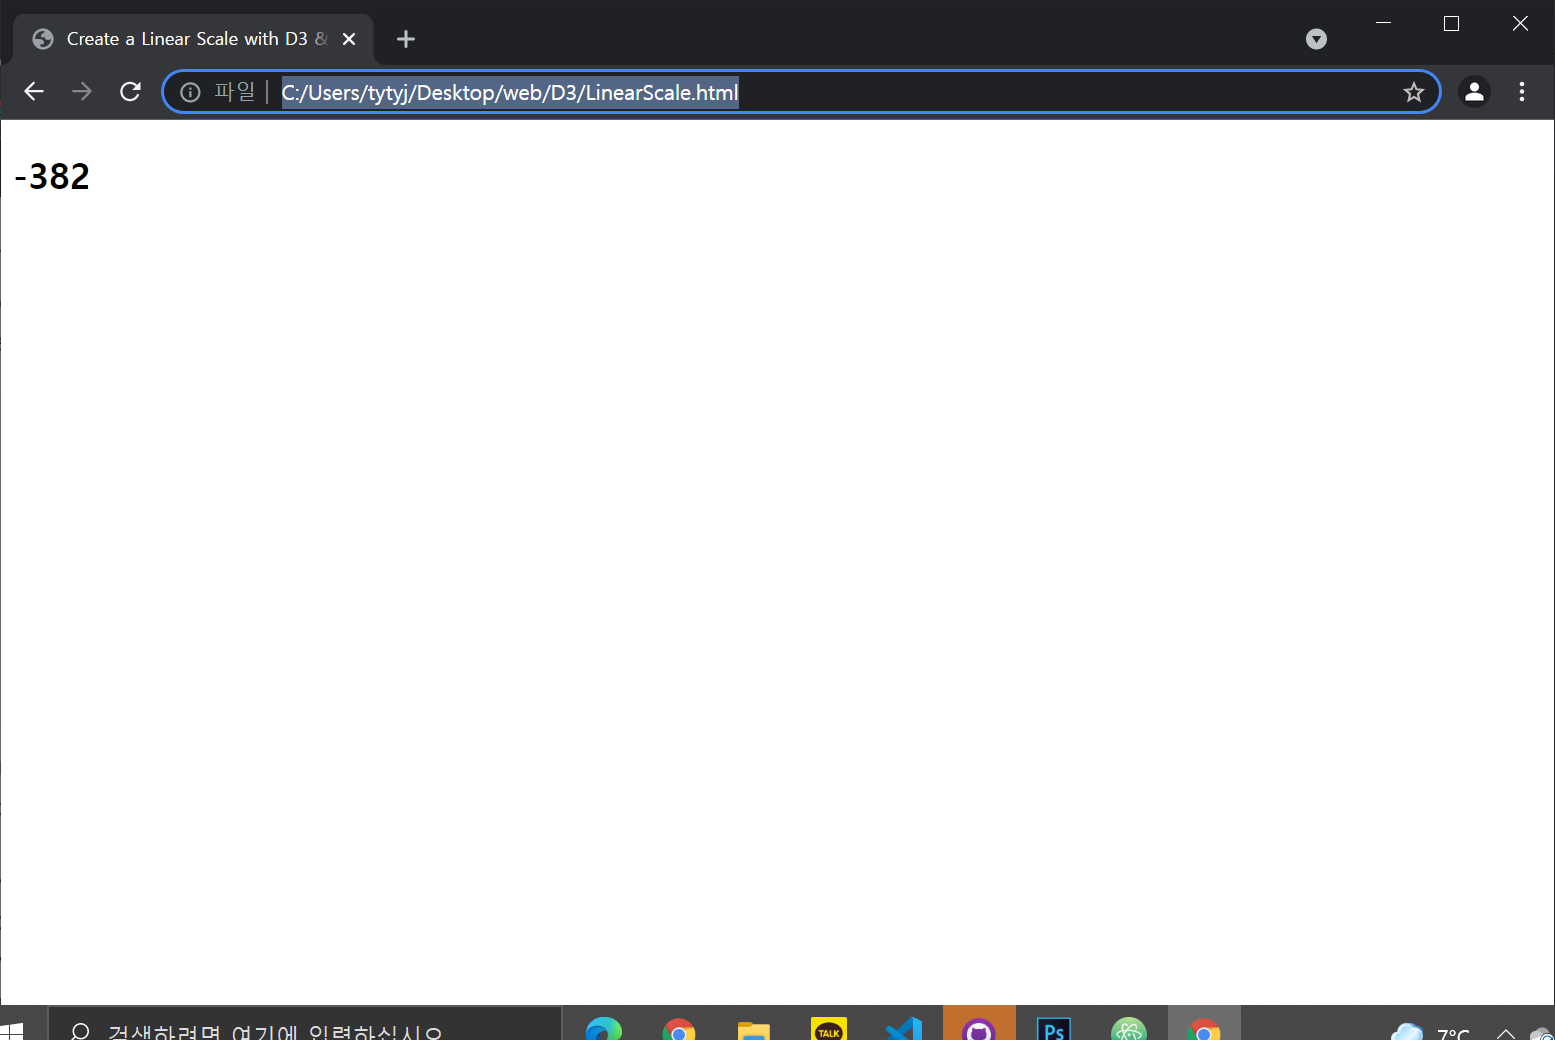 Create a Linear Scale with D3 &
파일 | C:/Users/tytyj/Desktop/web/D3/LinearScale.html
-382
검색하려면 여기에 입력하십시오.
TALK
Ps
7°C